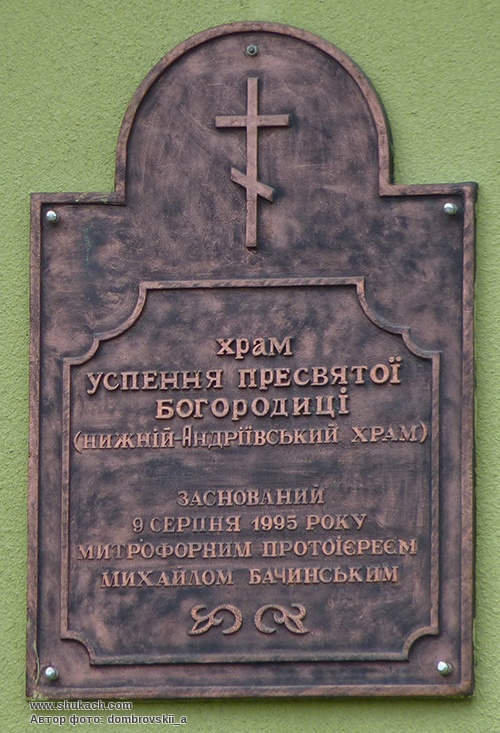 храм
успення пресвятої
богородиці
(нижній-Андріївський храм)
заснований
9 серпня 1995 року
митрофорним протоієреєм
михайлом бачинським
www.shukach.com
Автор фото: dombrovskii_a